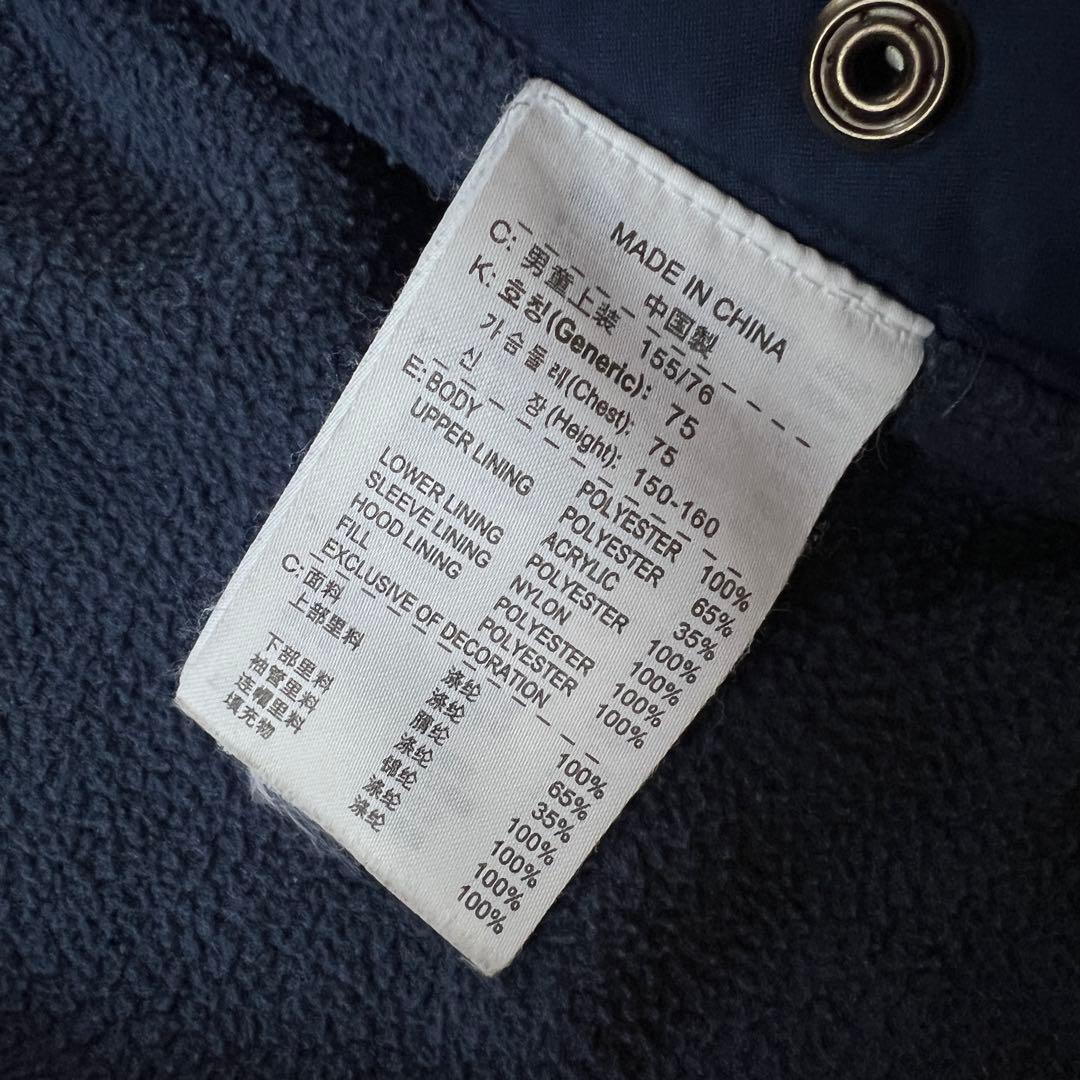 MADE IN CHINA
中国製
C: 男童上装 155/76
K: 호칭(Generic): 75
가슴둘레(Chest): 75
신 장(Height): 150-160
E: BODY POLYESTER 100%
UPPER LINING POLYESTER 65%
ACRYLIC 35%
LOWER LINING POLYESTER 100%
SLEEVE LINING NYLON 100%
HOOD LINING POLYESTER 100%
FILL POLYESTER 100%
EXCLUSIVE OF DECORATION
C: 面料 涤纶 100%
上部里料 涤纶 65%
腈纶 35%
下部里料 涤纶 100%
袖管里料 锦纶 100%
连帽里料 涤纶 100%
填充物 涤纶 100%